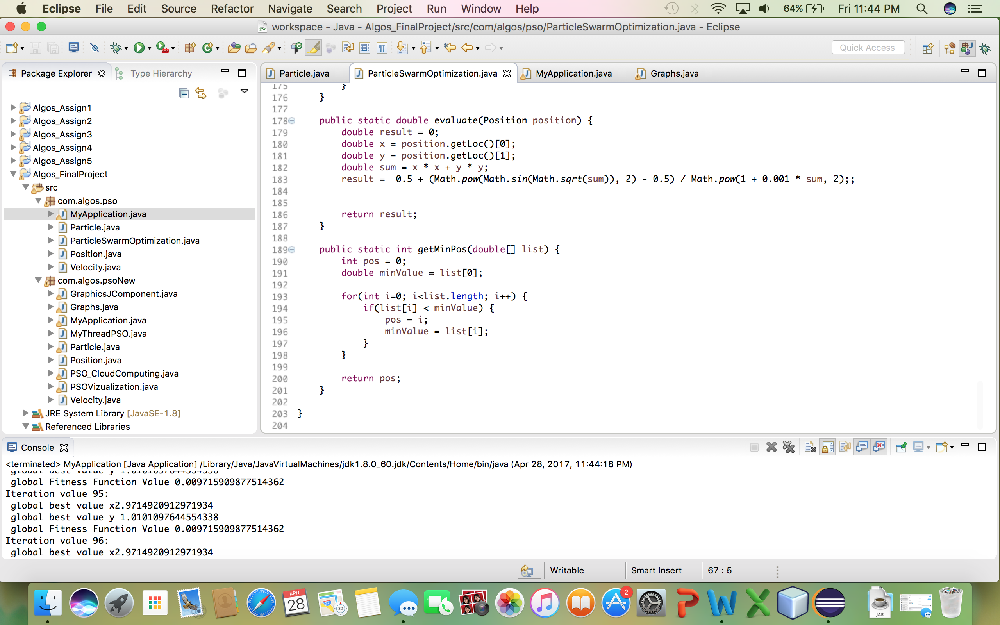 Eclipse File Edit Source Refactor Navigate Search Project Run Window Help 64% Fri 11:44 PM
workspace - Java - Algos_FinalProject/src/com/algos/pso/ParticleSwarmOptimization.java - Eclipse
Quick Access
Package Explorer Type Hierarchy
Particle.java ParticleSwarmOptimization.java MyApplication.java Graphs.java
Algos_Assign1
Algos_Assign2
Algos_Assign3
Algos_Assign4
Algos_Assign5
Algos_FinalProject
src
com.algos.pso
MyApplication.java
Particle.java
ParticleSwarmOptimization.java
Position.java
Velocity.java
com.algos.psoNew
GraphicsJComponent.java
Graphs.java
MyApplication.java
MyThreadPSO.java
Particle.java
Position.java
PSO_CloudComputing.java
PSOVizualization.java
Velocity.java
JRE System Library [JavaSE-1.8]
Referenced Libraries
175 }
176 }
177
178 public static double evaluate(Position position) {
179 double result = 0;
180 double x = position.getLoc()[0];
181 double y = position.getLoc()[1];
182 double sum = x * x + y * y;
183 result =  0.5 + (Math.pow(Math.sin(Math.sqrt(sum)), 2) - 0.5) / Math.pow(1 + 0.001 * sum, 2);;
184
185
186 return result;
187 }
188
189 public static int getMinPos(double[] list) {
190 int pos = 0;
191 double minValue = list[0];
192
193 for(int i=0; i<list.length; i++) {
194 if(list[i] < minValue) {
195 pos = i;
196 minValue = list[i];
197 }
198 }
199
200 return pos;
201 }
202
203 }
204
Console
<terminated> MyApplication [Java Application] /Library/Java/JavaVirtualMachines/jdk1.8.0_60.jdk/Contents/Home/bin/java (Apr 28, 2017, 11:44:18 PM)
global best value y 1.0101097644554338
global Fitness Function Value 0.009715909877514362
Iteration value 95:
global best value x2.9714920912971934
global best value y 1.0101097644554338
global Fitness Function Value 0.009715909877514362
Iteration value 96:
global best value x2.9714920912971934
Writable Smart Insert 67 : 5
APR
28
280
3D
2
JAR